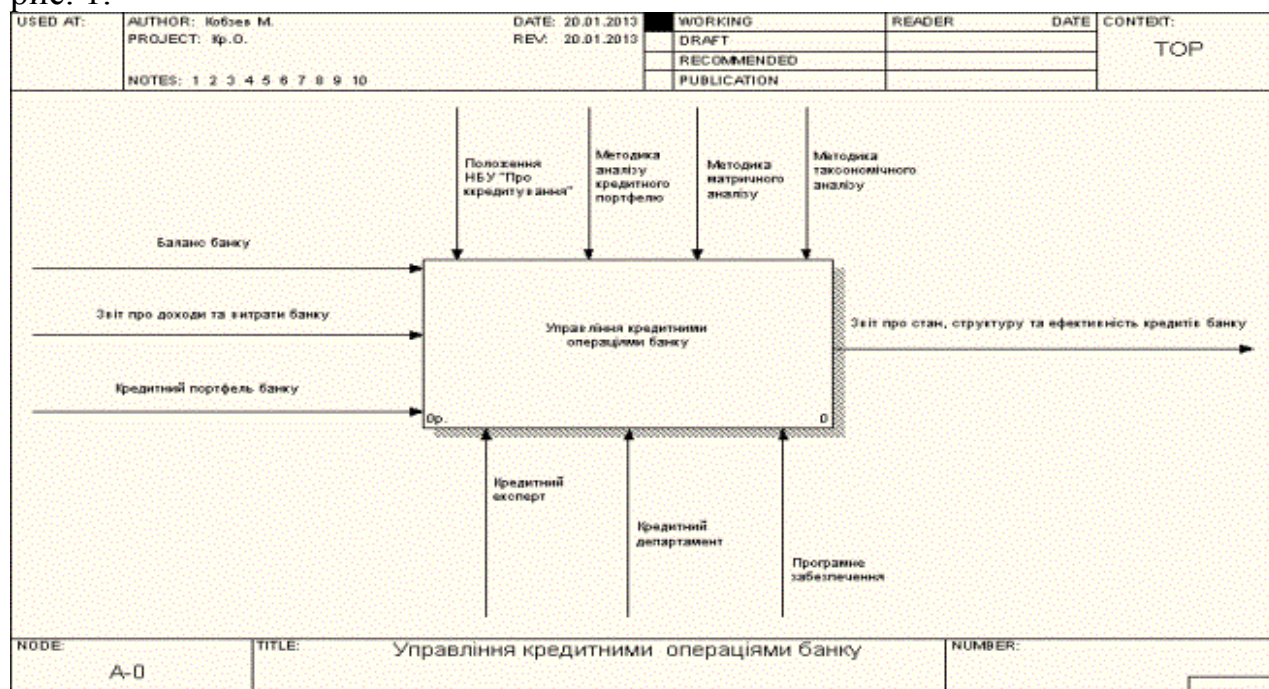 рис. 1.
USED AT:
AUTHOR: Кобзев М.
DATE: 20.01.2013
PROJECT: Кр.О.
REV: 20.01.2013
NOTES: 1 2 3 4 5 6 7 8 9 10
WORKING
DRAFT
RECOMMENDED
PUBLICATION
READER
DATE
CONTEXT:
TOP
Положення
НБУ "Про
ккредитування"
Методика
аналізу
кредитного
портфелю
Методика
матричного
аналізу
Методика
таксономічного
аналізу
Баланс банку
Звіт про доходи та витрати банку
Кредитний портфель банку
Управління кредитними
операціями банку
0р.
0
Звіт про стан, структуру та ефективність кредитів банку
Кредитний
експерт
Кредитний
департамент
Програмне
забезпечення
NODE:
A-0
TITLE:
Управління кредитними операціями банку
NUMBER: